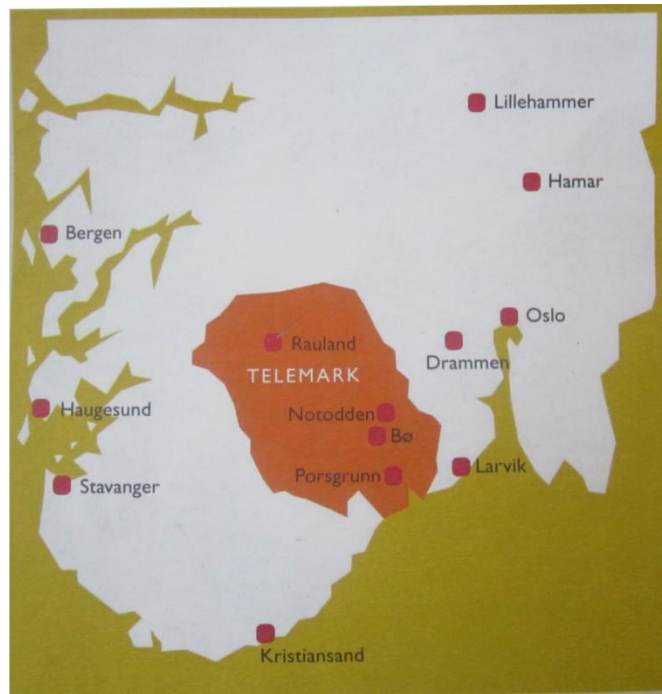 Lillehammer
Hamar
Bergen
Oslo
Rauland
Drammen
TELEMARK
Haugesund
Notodden
Bø
Larvik
Porsgrunn
Stavanger
Kristiansand